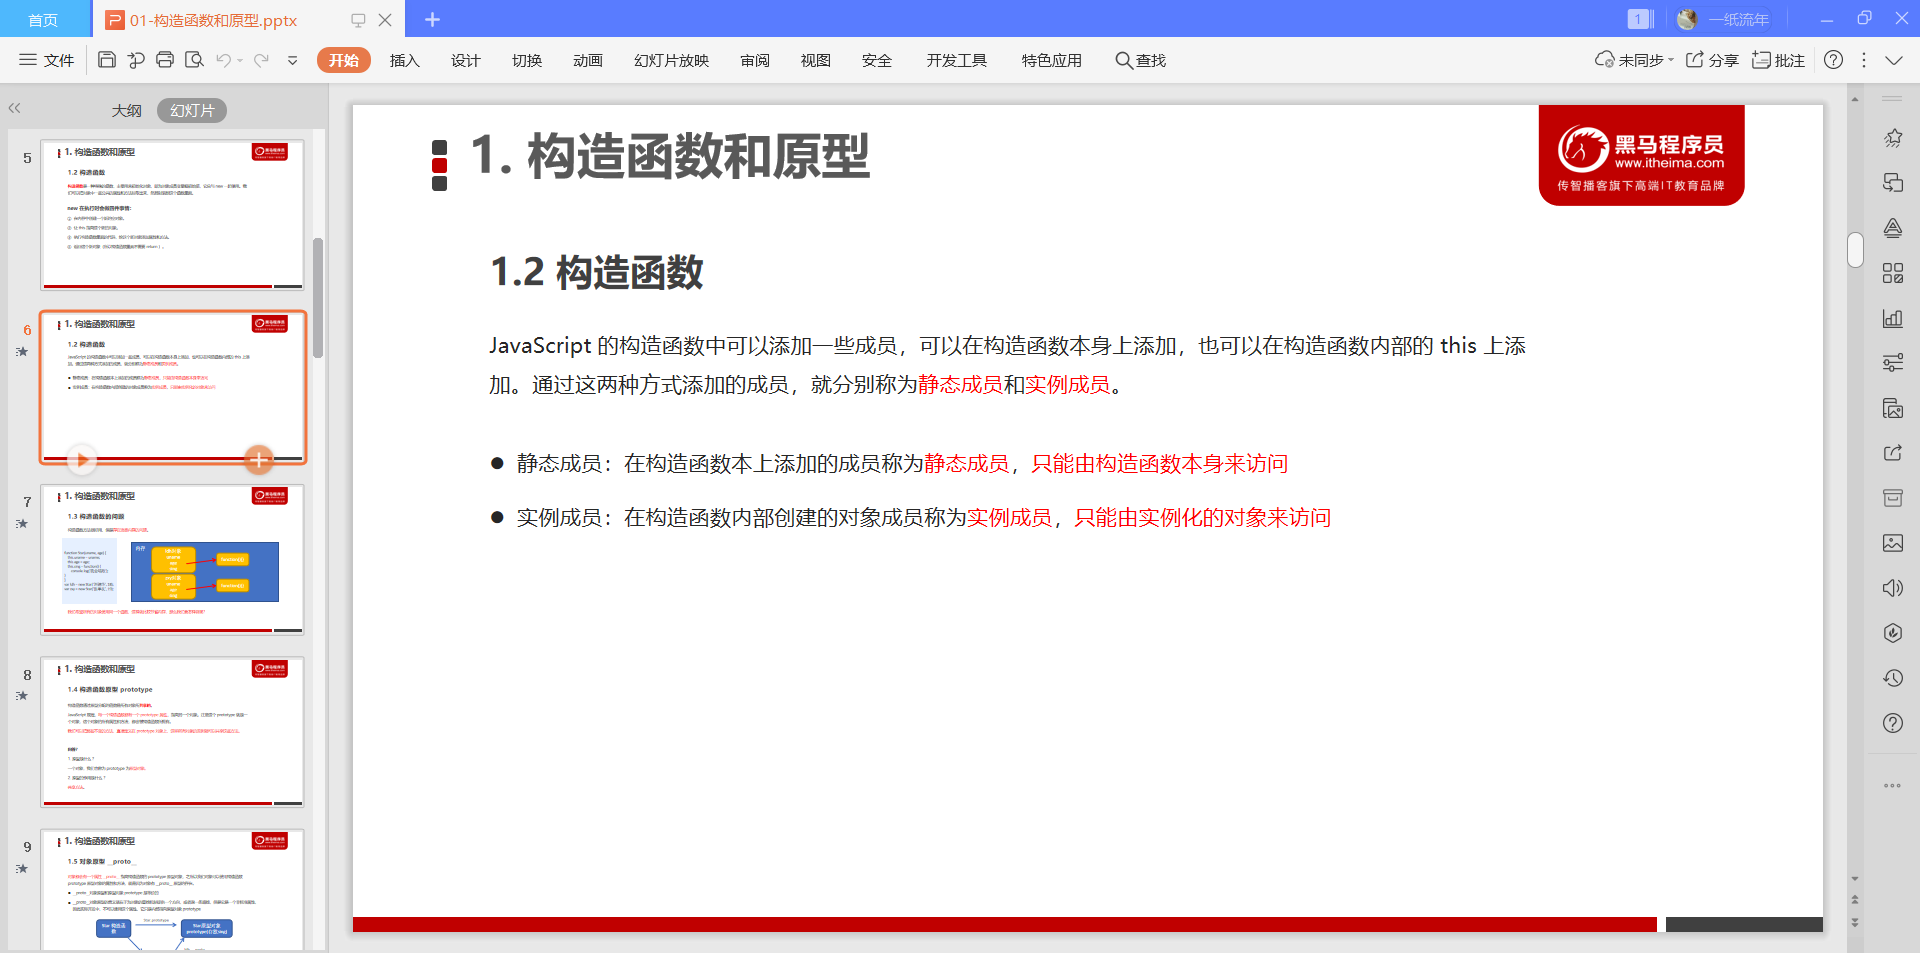 首页
01-构造函数和原型.pptx
1
一纸流年
文件
开始
插入
设计
切换
动画
幻灯片放映
审阅
视图
安全
开发工具
特色应用
查找
未同步
分享
批注
大纲
幻灯片
5
1. 构造函数和原型
1.2 构造函数
new 在执行时会做四件事情:
6
1. 构造函数和原型
1.2 构造函数
7
1. 构造函数和原型
1.3 构造函数的问题
8
1. 构造函数和原型
1.4 构造函数原型 prototype
9
1. 构造函数和原型
1.5 对象原型 __proto__
1. 构造函数和原型
黑马程序员
www.itheima.com
传智播客旗下高端IT教育品牌
1.2 构造函数
JavaScript 的构造函数中可以添加一些成员，可以在构造函数本身上添加，也可以在构造函数内部的 this 上添
加。通过这两种方式添加的成员，就分别称为静态成员和实例成员。
● 静态成员：在构造函数本上添加的成员称为静态成员，只能由构造函数本身来访问
● 实例成员：在构造函数内部创建的对象成员称为实例成员，只能由实例化的对象来访问